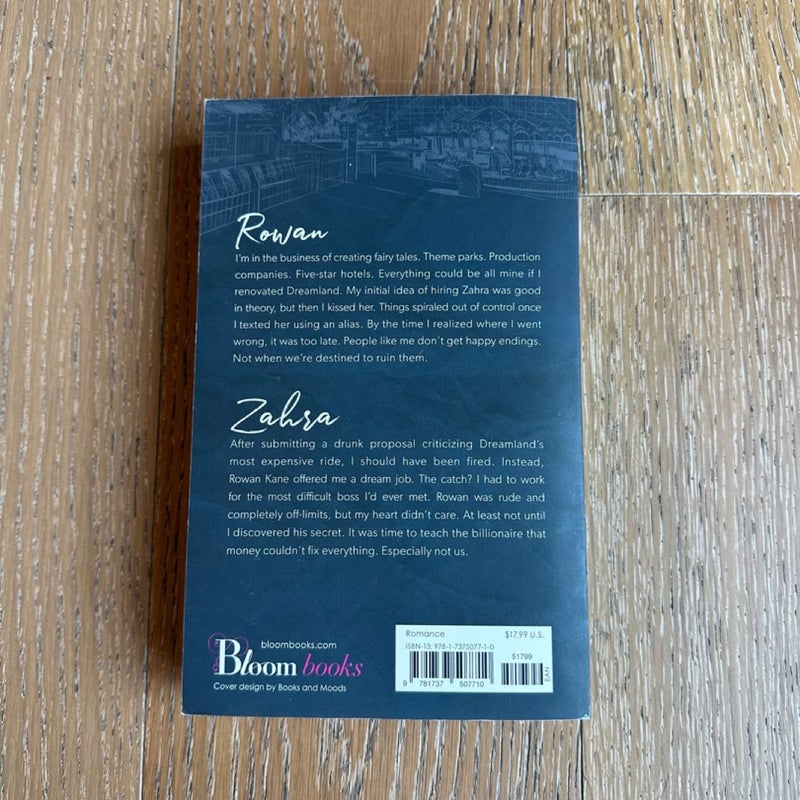 Rowan
I'm in the business of creating fairy tales. Theme parks. Production
companies. Five-star hotels. Everything could be all mine if I
renovated Dreamland. My initial idea of hiring Zahra was good
in theory, but then I kissed her. Things spiraled out of control once
I texted her using an alias. By the time I realized where I went
wrong, it was too late. People like me don't get happy endings.
Not when we're destined to ruin them.
Zahra
After submitting a drunk proposal criticizing Dreamland's
most expensive ride, I should have been fired. Instead,
Rowan Kane offered me a dream job. The catch? I had to work
for the most difficult boss I'd ever met. Rowan was rude and
completely off-limits, but my heart didn't care. At least not until
I discovered his secret. It was time to teach the billionaire that
money couldn't fix everything. Especially not us.
bloombooks.com
Bloom books
Cover design by Books and Moods
Romance $17.99 U.S.
ISBN-13: 978-1-7375077-1-0
51799
EAN
9 781737 507710